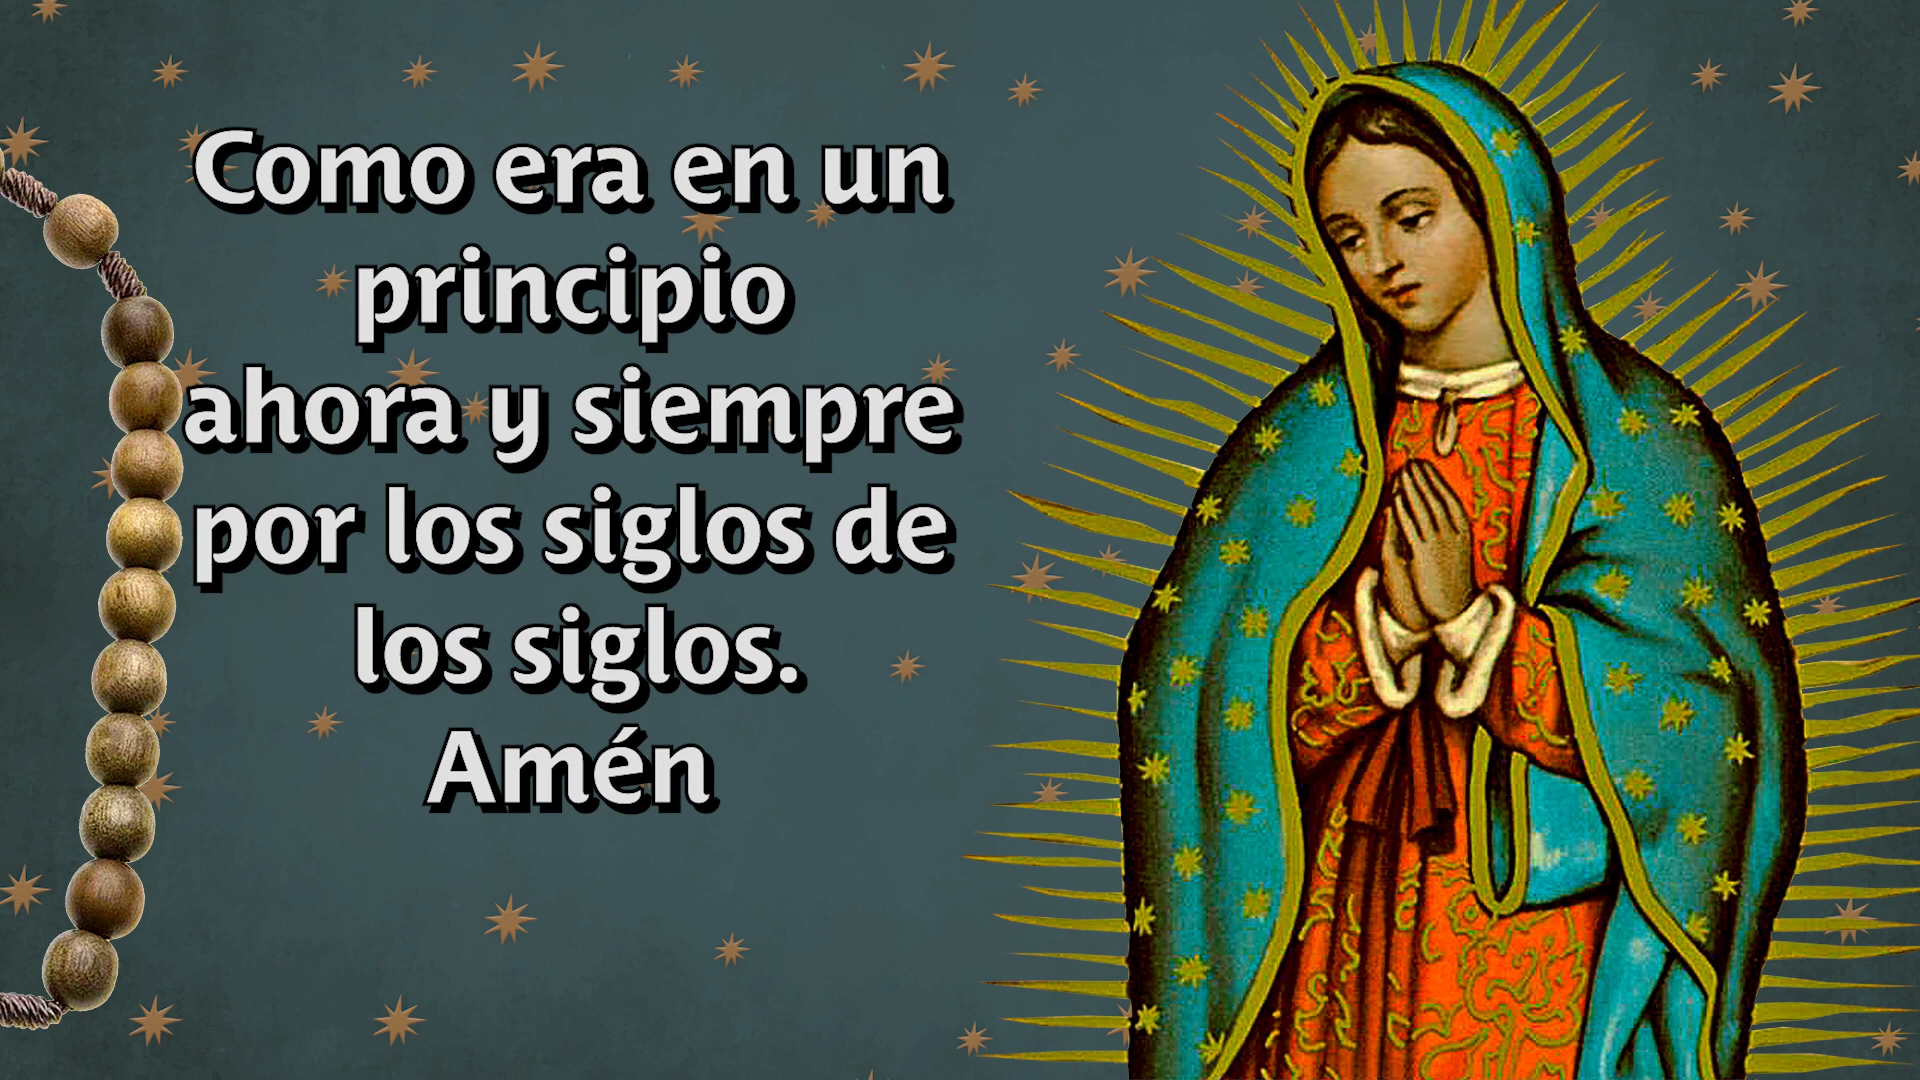 Como era en un
principio
ahora y siempre
por los siglos de
los siglos.
Amén